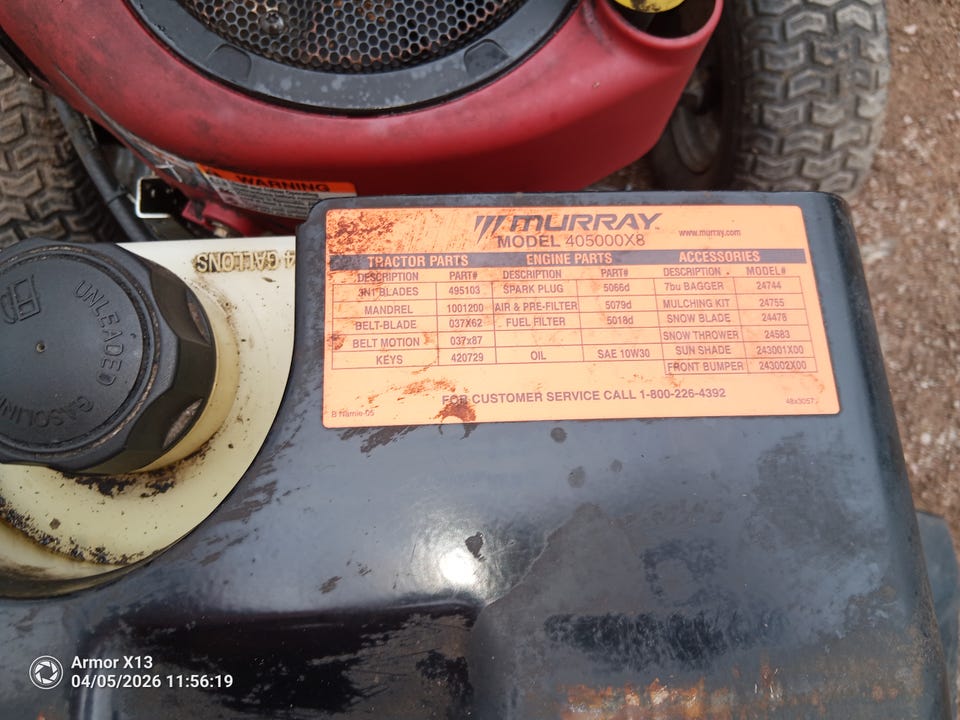 WARNING
4 GALLONS
UNLEADED
GASOLINE
MURRAY
MODEL 405000X8
www.murray.com
TRACTOR PARTS ENGINE PARTS ACCESSORIES
DESCRIPTION PART# DESCRIPTION PART# DESCRIPTION MODEL#
3N1 BLADES 495103 SPARK PLUG 5066d 7bu BAGGER 24744
MANDREL 1001200 AIR & PRE-FILTER 5079d MULCHING KIT 24755
BELT-BLADE 037X62 FUEL FILTER 5018d SNOW BLADE 24478
BELT MOTION 037x87 SNOW THROWER 24583
KEYS 420729 OIL SAE 10W30 SUN SHADE 243001X00
FRONT BUMPER 243002X00
FOR CUSTOMER SERVICE CALL 1-800-226-4392
Armor X13
04/05/2026 11:56:19